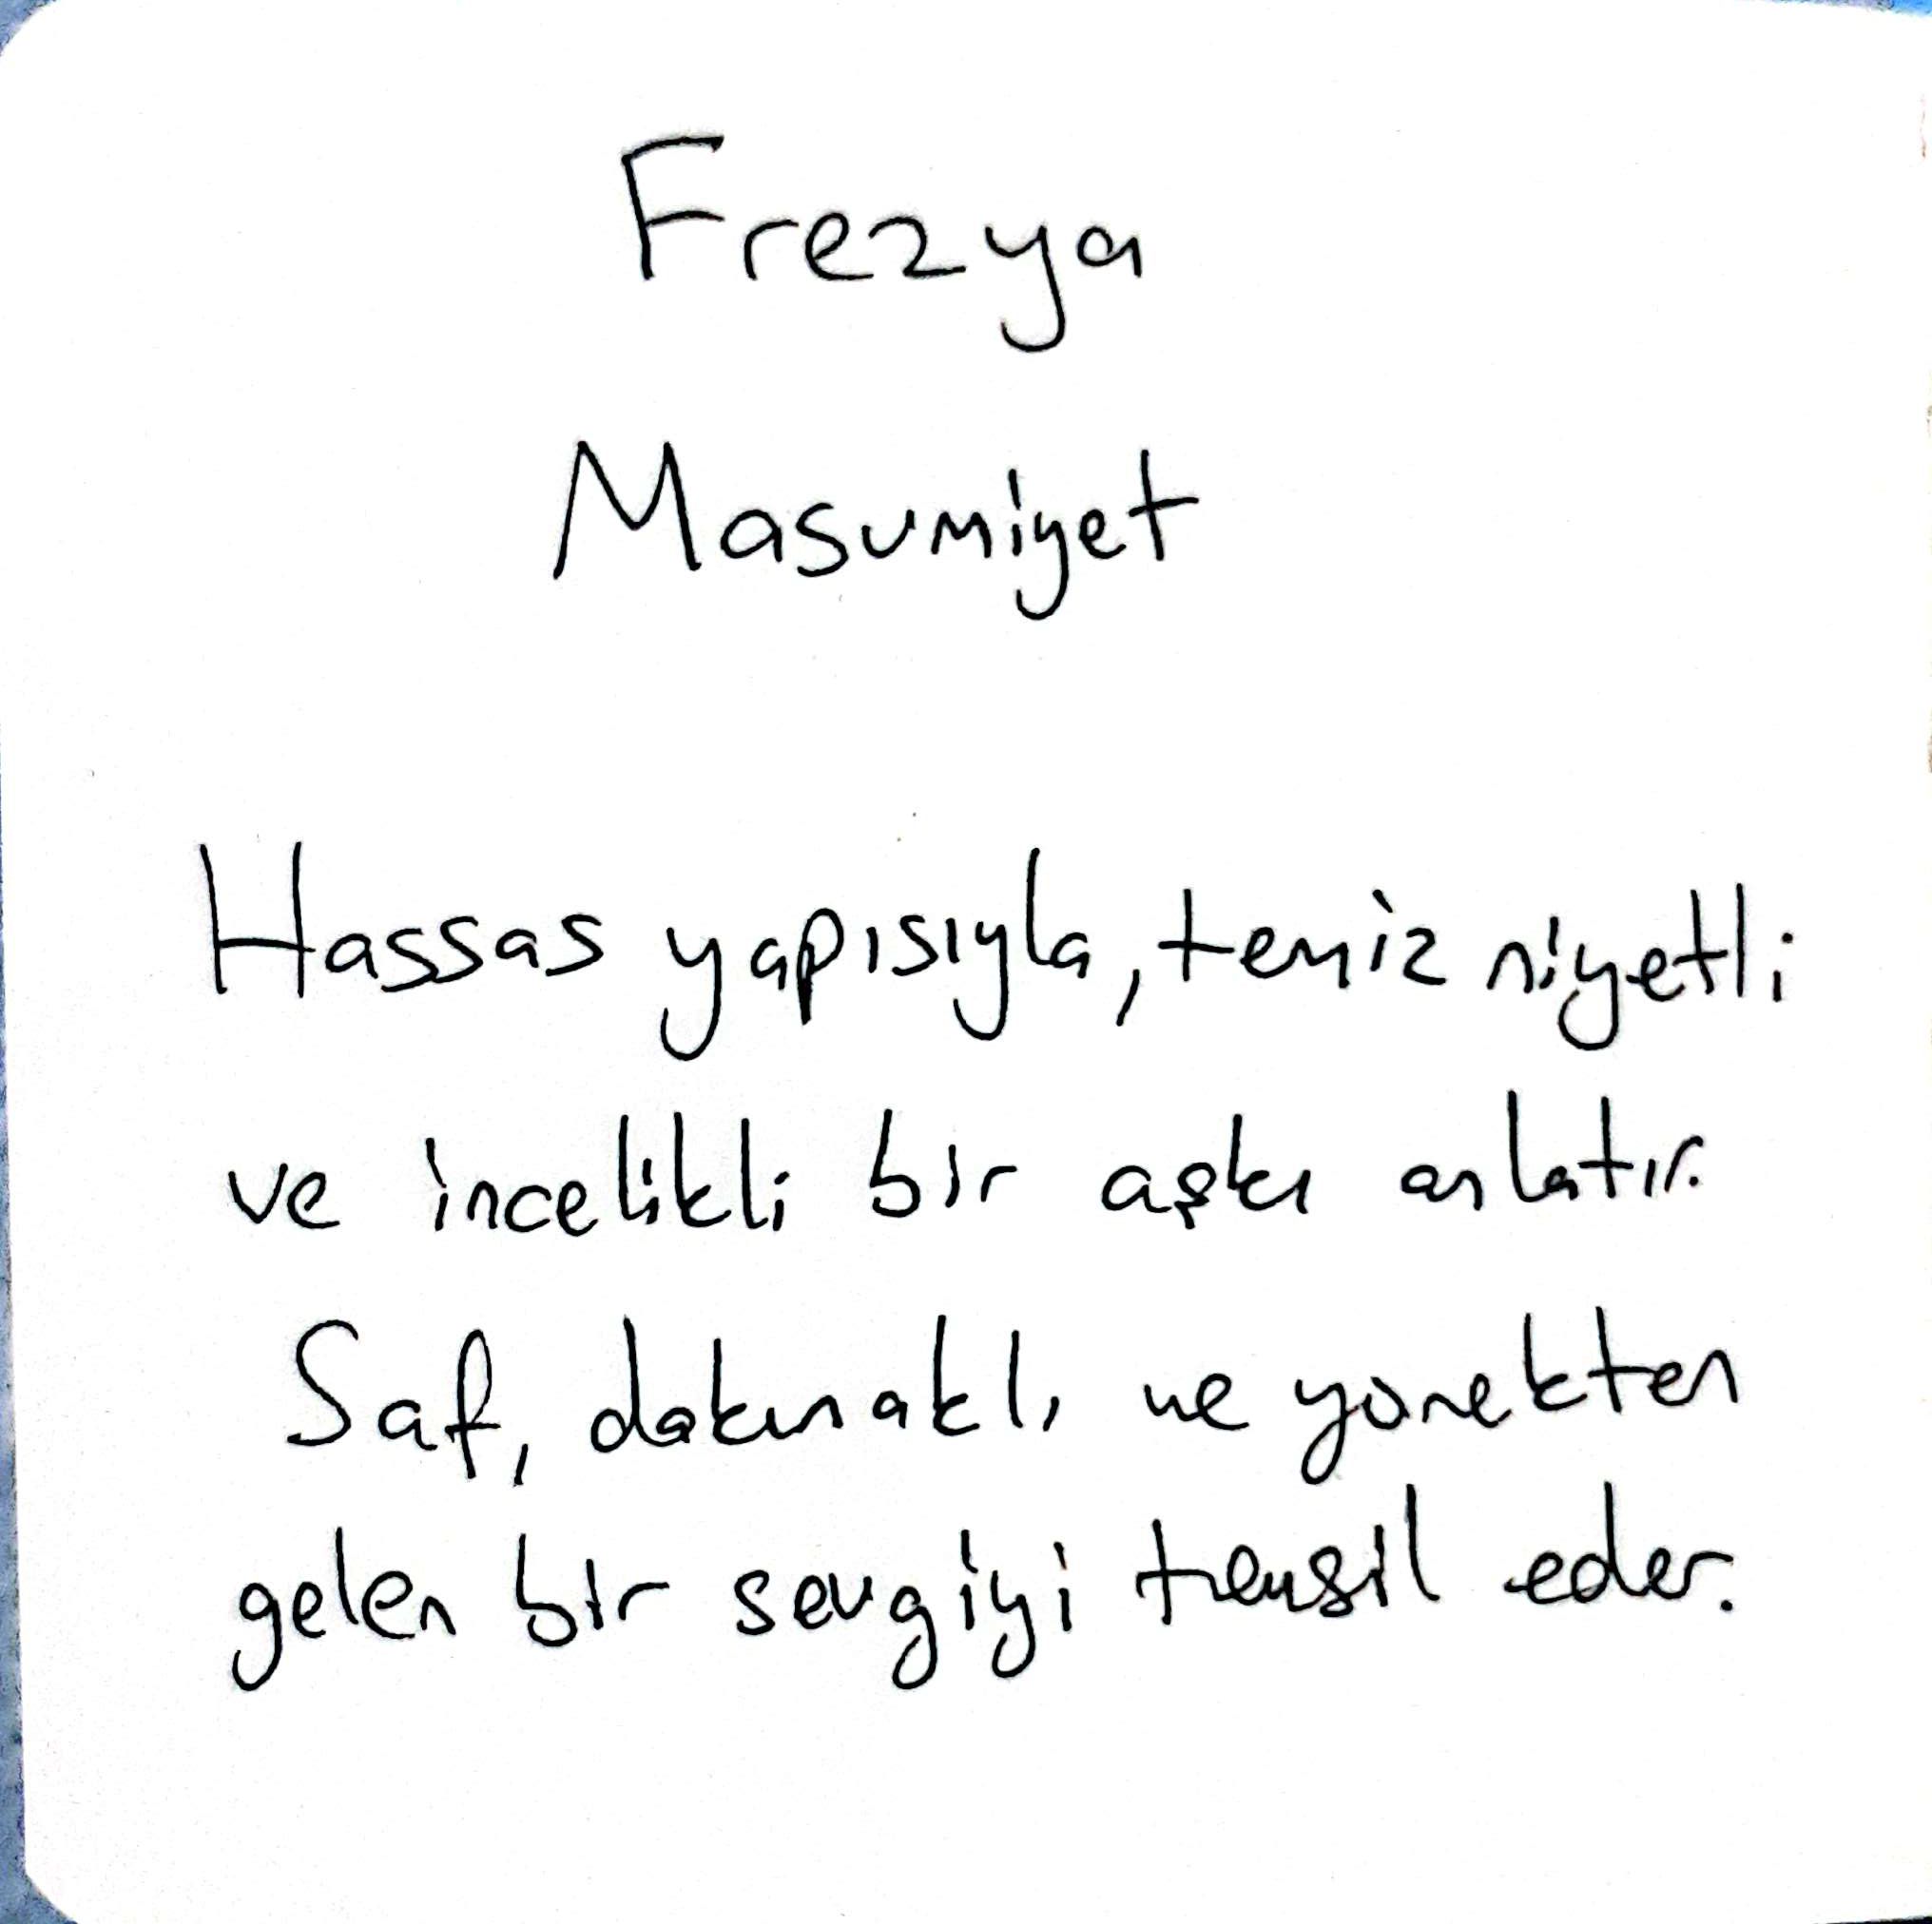 Frezya
Masumiyet
Hassas yapısıyla, temiz niyetli
ve incelikli bir aşkı anlatır.
Saf, dokunaklı ve yürekten
gelen bir sevgiyi temsil eder.